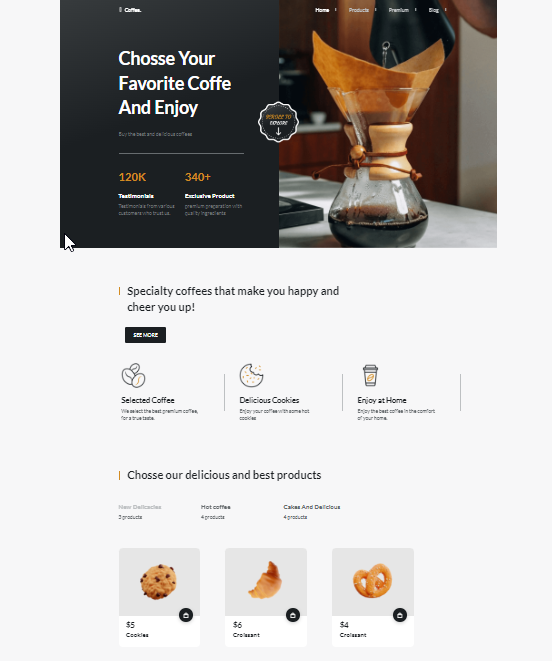 Coffee.
Home
Products
Premium
Blog
Chosse Your
Favorite Coffe
And Enjoy
Buy the best and delicious coffees
SCROLL TO
EXPLORE
120K
340+
Testimonials
Exclusive Product
Testimonials from various
customers who trust us.
premium preparation with
quality ingredients
Specialty coffees that make you happy and
cheer you up!
SEE MORE
Selected Coffee
We select the best premium coffee,
for a true taste.
Delicious Cookies
Enjoy your coffee with some hot
cookies
Enjoy at Home
Enjoy the best coffee in the comfort
of your home.
Chosse our delicious and best products
New Delicacies
3 products
Hot coffee
4 products
Cakes And Delicious
4 products
$5
Cookies
$6
Croissant
$4
Croissant